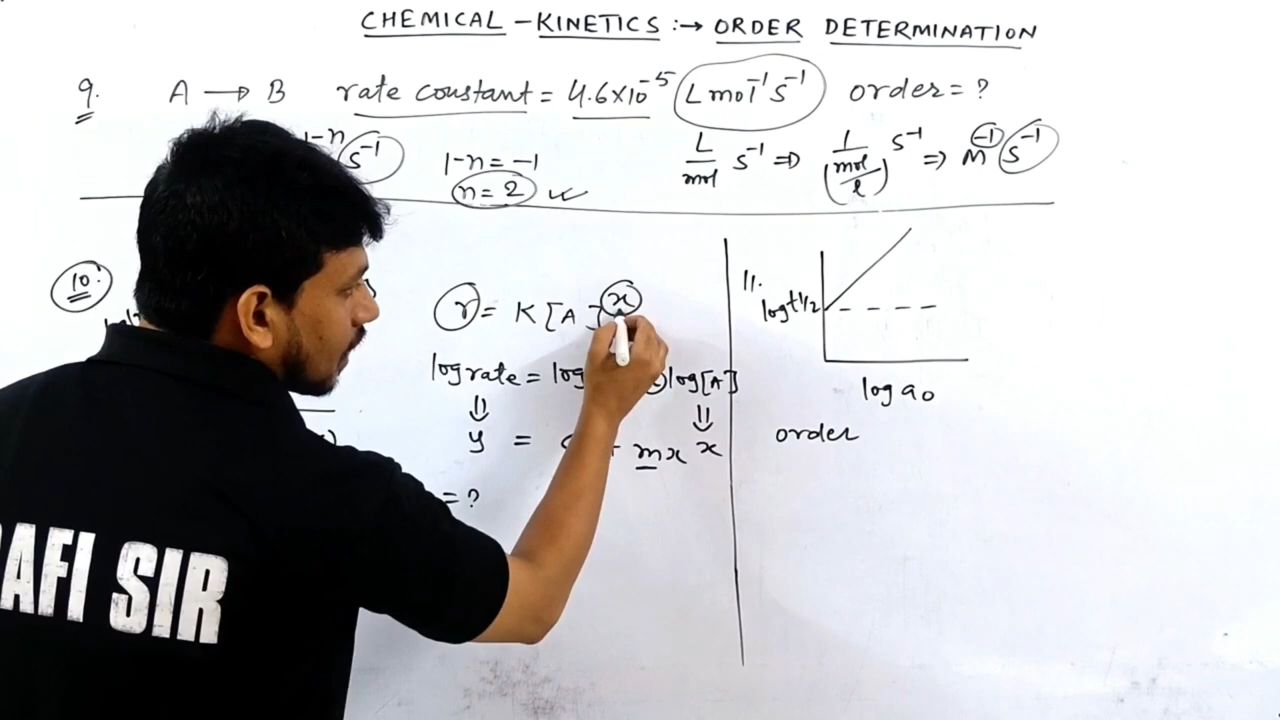 CHEMICAL - KINETICS :→ ORDER DETERMINATION
9. A → B rate constant = 4.6×10⁻⁵ L mol⁻¹ S⁻¹ order = ?
1-n S⁻¹ 1-n = -1 L/mol S⁻¹ ⇒ L/(mol/l) S⁻¹ ⇒ M⁻¹ S⁻¹
n = 2 ✓
10.
r = K[A]ˣ
log rate = log x log[A]
y = c + mx x
= ?
11.
log t 1/2
log a₀
order
AFI SIR